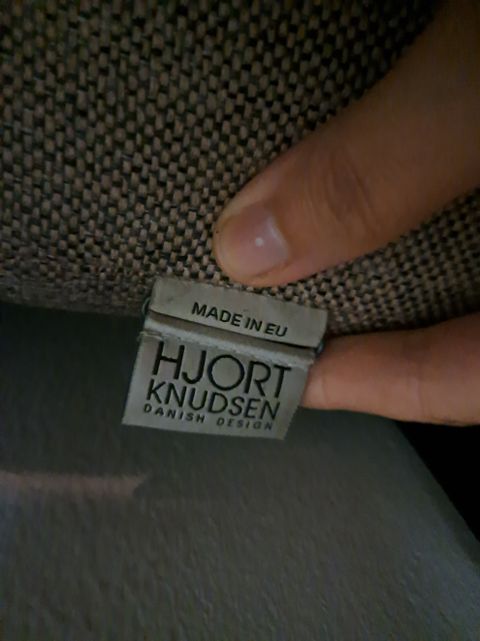 MADE IN EU
HJORT
KNUDSEN
DANISH DESIGN